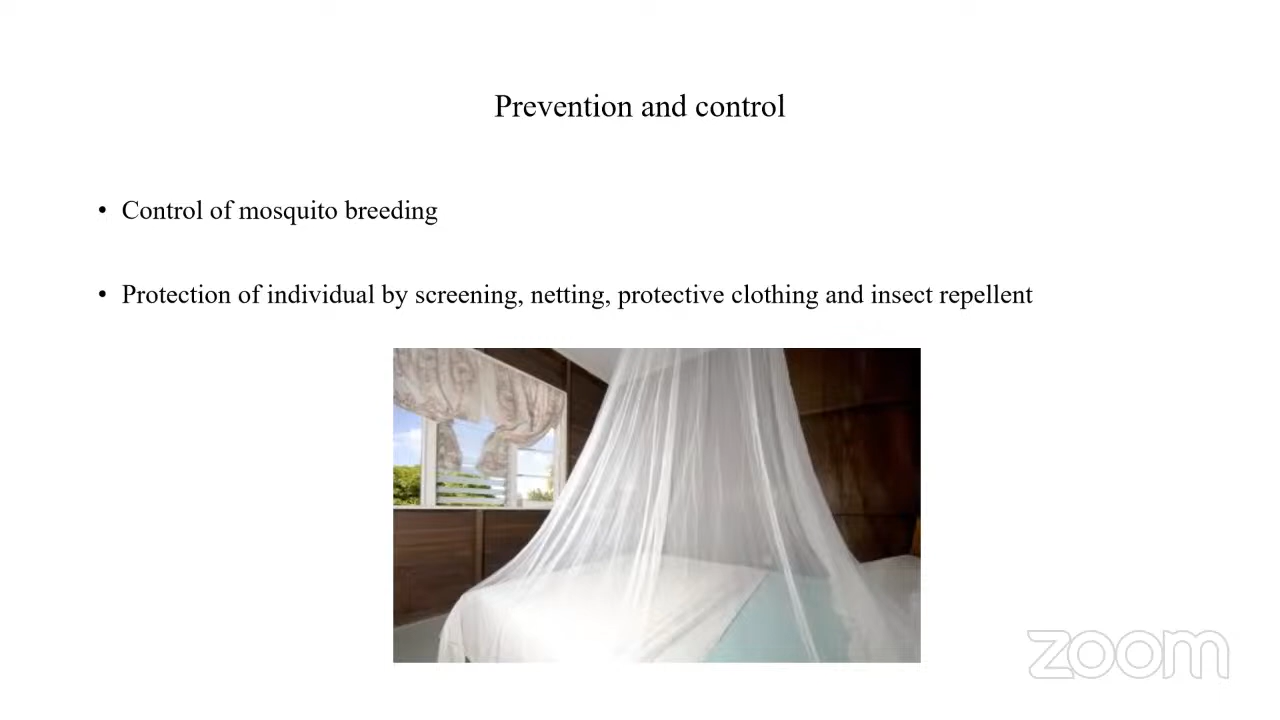 Prevention and control
• Control of mosquito breeding
• Protection of individual by screening, netting, protective clothing and insect repellent
zoom